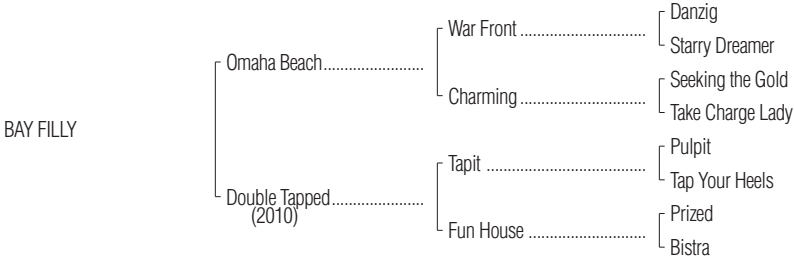 Danzig
War Front ..............................
Starry Dreamer
Omaha Beach........................
Seeking the Gold
Charming ..............................
Take Charge Lady
BAY FILLY
Pulpit
Tapit ......................................
Tap Your Heels
Double Tapped......................
(2010)
Prized
Fun House ............................
Bistra